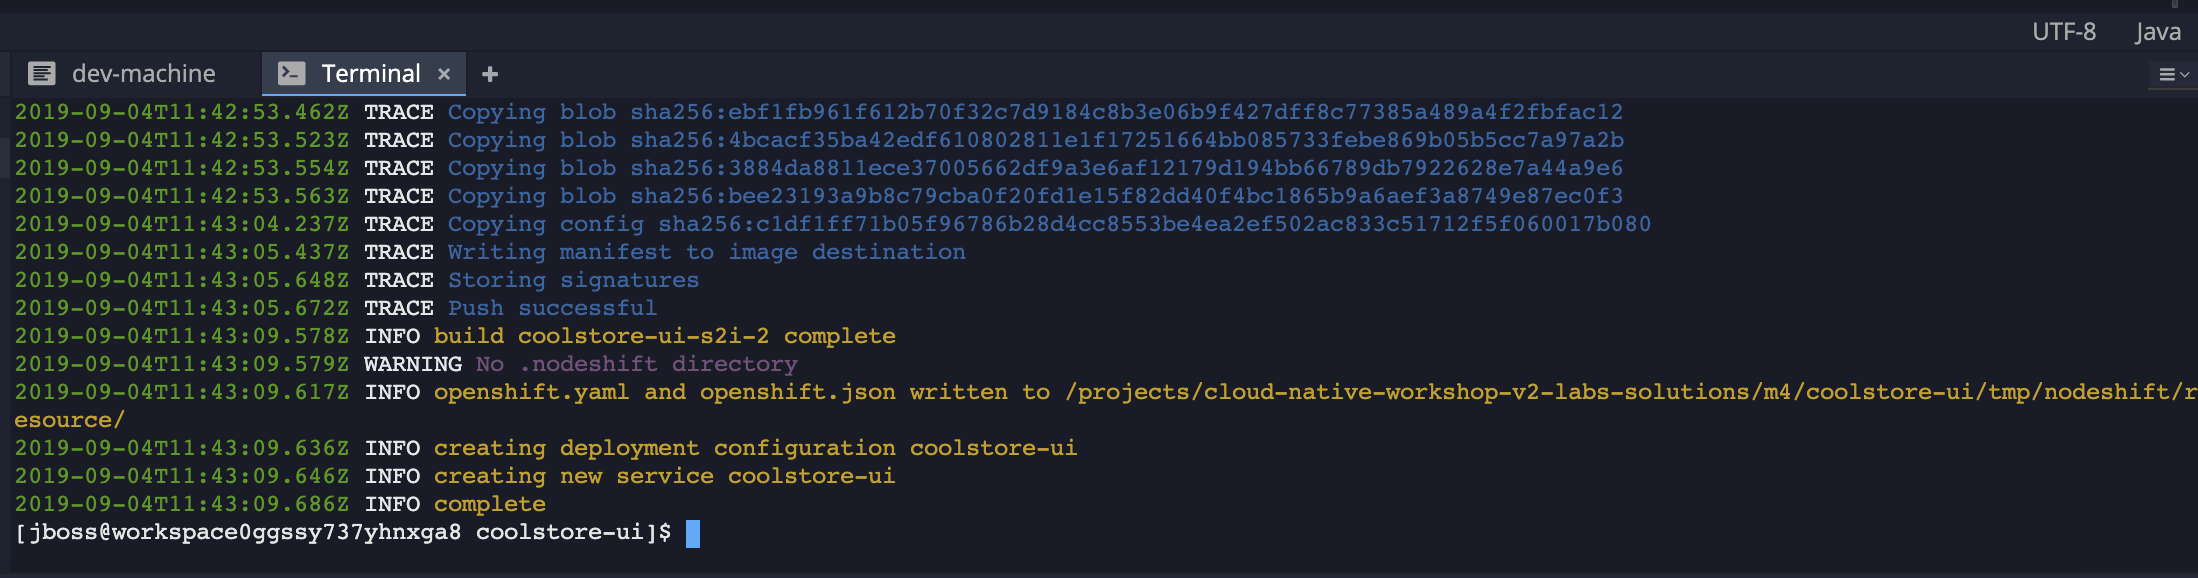 UTF-8 Java
dev-machine Terminal × +
2019-09-04T11:42:53.462Z TRACE Copying blob sha256:ebf1fb961f612b70f32c7d9184c8b3e06b9f427dff8c77385a489a4f2fbfac12
2019-09-04T11:42:53.523Z TRACE Copying blob sha256:4bcacf35ba42edf610802811e1f17251664bb085733febe869b05b5cc7a97a2b
2019-09-04T11:42:53.554Z TRACE Copying blob sha256:3884da8811ece37005662df9a3e6af12179d194bb66789db7922628e7a44a9e6
2019-09-04T11:42:53.563Z TRACE Copying blob sha256:bee23193a9b8c79cba0f20fd1e15f82dd40f4bc1865b9a6aef3a8749e87ec0f3
2019-09-04T11:43:04.237Z TRACE Copying config sha256:c1df1ff71b05f96786b28d4cc8553be4ea2ef502ac833c51712f5f060017b080
2019-09-04T11:43:05.437Z TRACE Writing manifest to image destination
2019-09-04T11:43:05.648Z TRACE Storing signatures
2019-09-04T11:43:05.672Z TRACE Push successful
2019-09-04T11:43:09.578Z INFO build coolstore-ui-s2i-2 complete
2019-09-04T11:43:09.579Z WARNING No .nodeshift directory
2019-09-04T11:43:09.617Z INFO openshift.yaml and openshift.json written to /projects/cloud-native-workshop-v2-labs-solutions/m4/coolstore-ui/tmp/nodeshift/r
esource/
2019-09-04T11:43:09.636Z INFO creating deployment configuration coolstore-ui
2019-09-04T11:43:09.646Z INFO creating new service coolstore-ui
2019-09-04T11:43:09.686Z INFO complete
[jboss@workspace0ggssy737yhnxga8 coolstore-ui]$